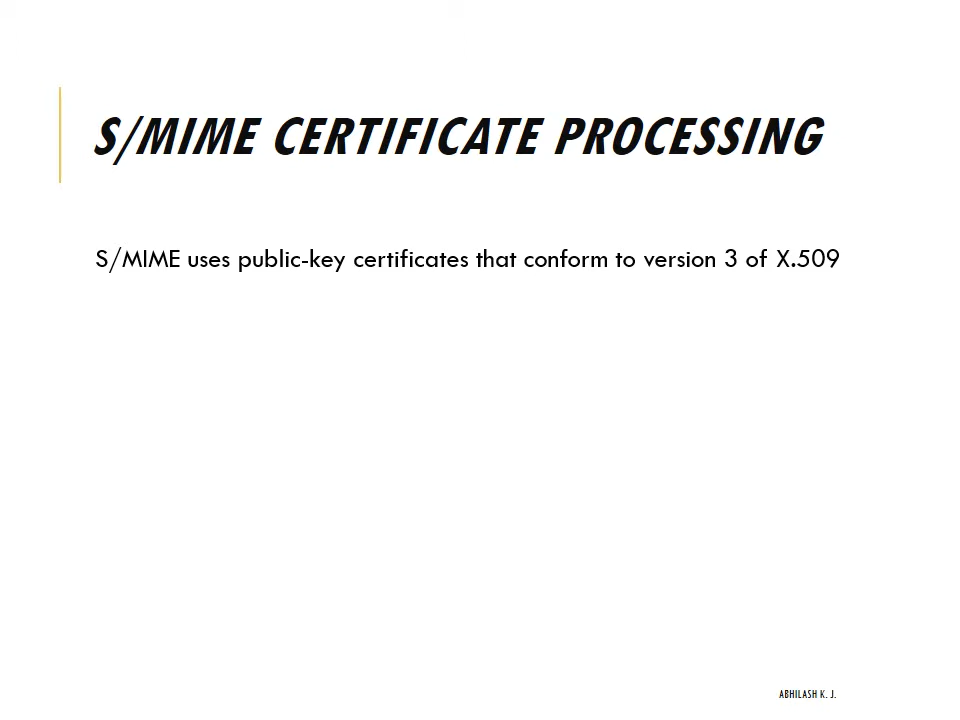 S/MIME CERTIFICATE PROCESSING
S/MIME uses public-key certificates that conform to version 3 of X.509
ABHILASH K. J.